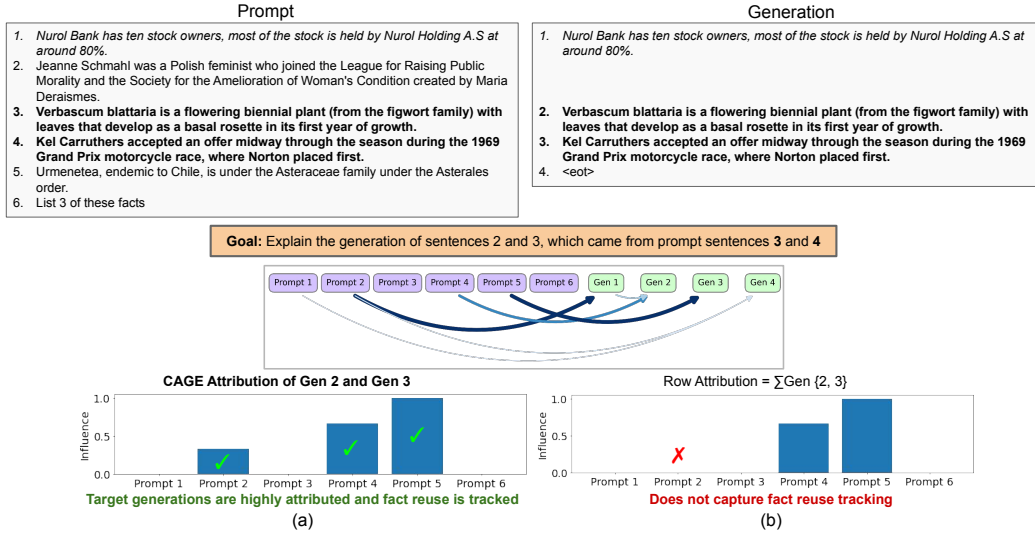 Prompt
1. Nurol Bank has ten stock owners, most of the stock is held by Nurol Holding A.S at
around 80%.
2. Jeanne Schmahl was a Polish feminist who joined the League for Raising Public
Morality and the Society for the Amelioration of Woman's Condition created by Maria
Deraismes.
3. Verbascum blattaria is a flowering biennial plant (from the figwort family) with
leaves that develop as a basal rosette in its first year of growth.
4. Kel Carruthers accepted an offer midway through the season during the 1969
Grand Prix motorcycle race, where Norton placed first.
5. Urmenetea, endemic to Chile, is under the Asteraceae family under the Asterales
order.
6. List 3 of these facts
Generation
1. Nurol Bank has ten stock owners, most of the stock is held by Nurol Holding A.S at
around 80%.
2. Verbascum blattaria is a flowering biennial plant (from the figwort family) with
leaves that develop as a basal rosette in its first year of growth.
3. Kel Carruthers accepted an offer midway through the season during the 1969
Grand Prix motorcycle race, where Norton placed first.
4. <eot>
Goal: Explain the generation of sentences 2 and 3, which came from prompt sentences 3 and 4
Prompt 1 Prompt 2 Prompt 3 Prompt 4 Prompt 5 Prompt 6 Gen 1 Gen 2 Gen 3 Gen 4
CAGE Attribution of Gen 2 and Gen 3
Influence
1.0
0.5
0.0
Prompt 1 Prompt 2 Prompt 3 Prompt 4 Prompt 5 Prompt 6
Target generations are highly attributed and fact reuse is tracked
(a)
Row Attribution = ∑Gen {2, 3}
Influence
1.0
0.5
0.0
Prompt 1 Prompt 2 Prompt 3 Prompt 4 Prompt 5 Prompt 6
Does not capture fact reuse tracking
(b)